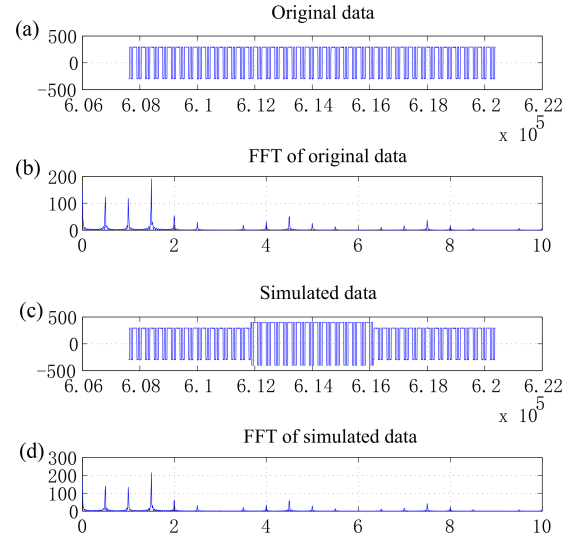 Original data
(a)
500
0
-500
6.06 6.08 6.1 6.12 6.14 6.16 6.18 6.2 6.22
x 10^5
FFT of original data
(b)
200
100
0
0 2 4 6 8 10
Simulated data
(c)
500
0
-500
6.06 6.08 6.1 6.12 6.14 6.16 6.18 6.2 6.22
x 10^5
FFT of simulated data
(d)
300
200
100
0
0 2 4 6 8 10